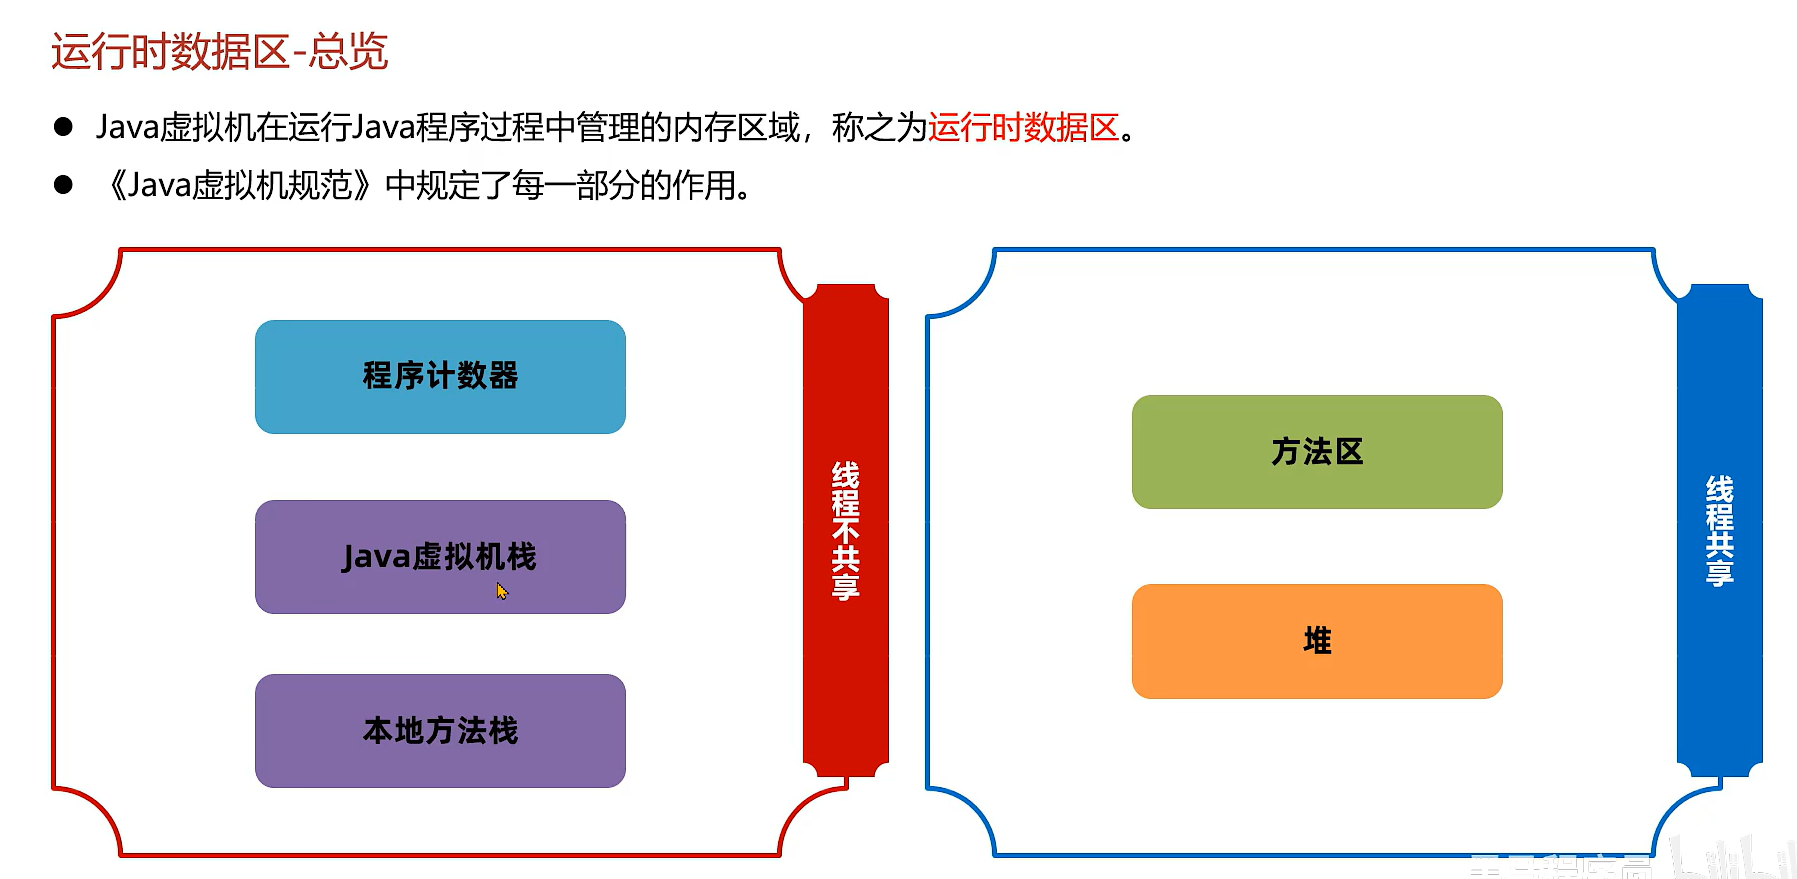 运行时数据区-总览
Java虚拟机在运行Java程序过程中管理的内存区域，称之为运行时数据区。
《Java虚拟机规范》中规定了每一部分的作用。
程序计数器
Java虚拟机栈
本地方法栈
线程不共享
方法区
堆
线程共享